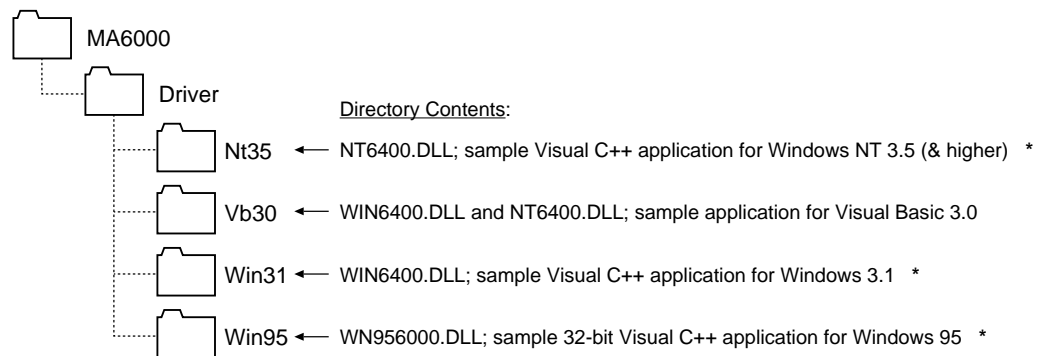 MA6000
Driver
Directory Contents:
Nt35 NT6400.DLL; sample Visual C++ application for Windows NT 3.5 (& higher) *
Vb30 WIN6400.DLL and NT6400.DLL; sample application for Visual Basic 3.0
Win31 WIN6400.DLL; sample Visual C++ application for Windows 3.1 *
Win95 WN956000.DLL; sample 32-bit Visual C++ application for Windows 95 *